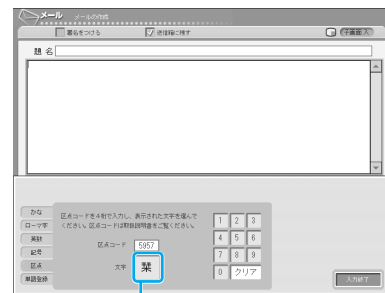 メール メールの作成
署名をつける 送信箱に残す 子画面入
題名
かな
ローマ字
英数
記号
区点
単語登録
区点コードを4桁で入力し、表示された文字を選んで
ください。区点コードは取扱説明書をご覧ください。
区点コード 5957
文字 栞
1 2 3
4 5 6
7 8 9
0 クリア
入力終了